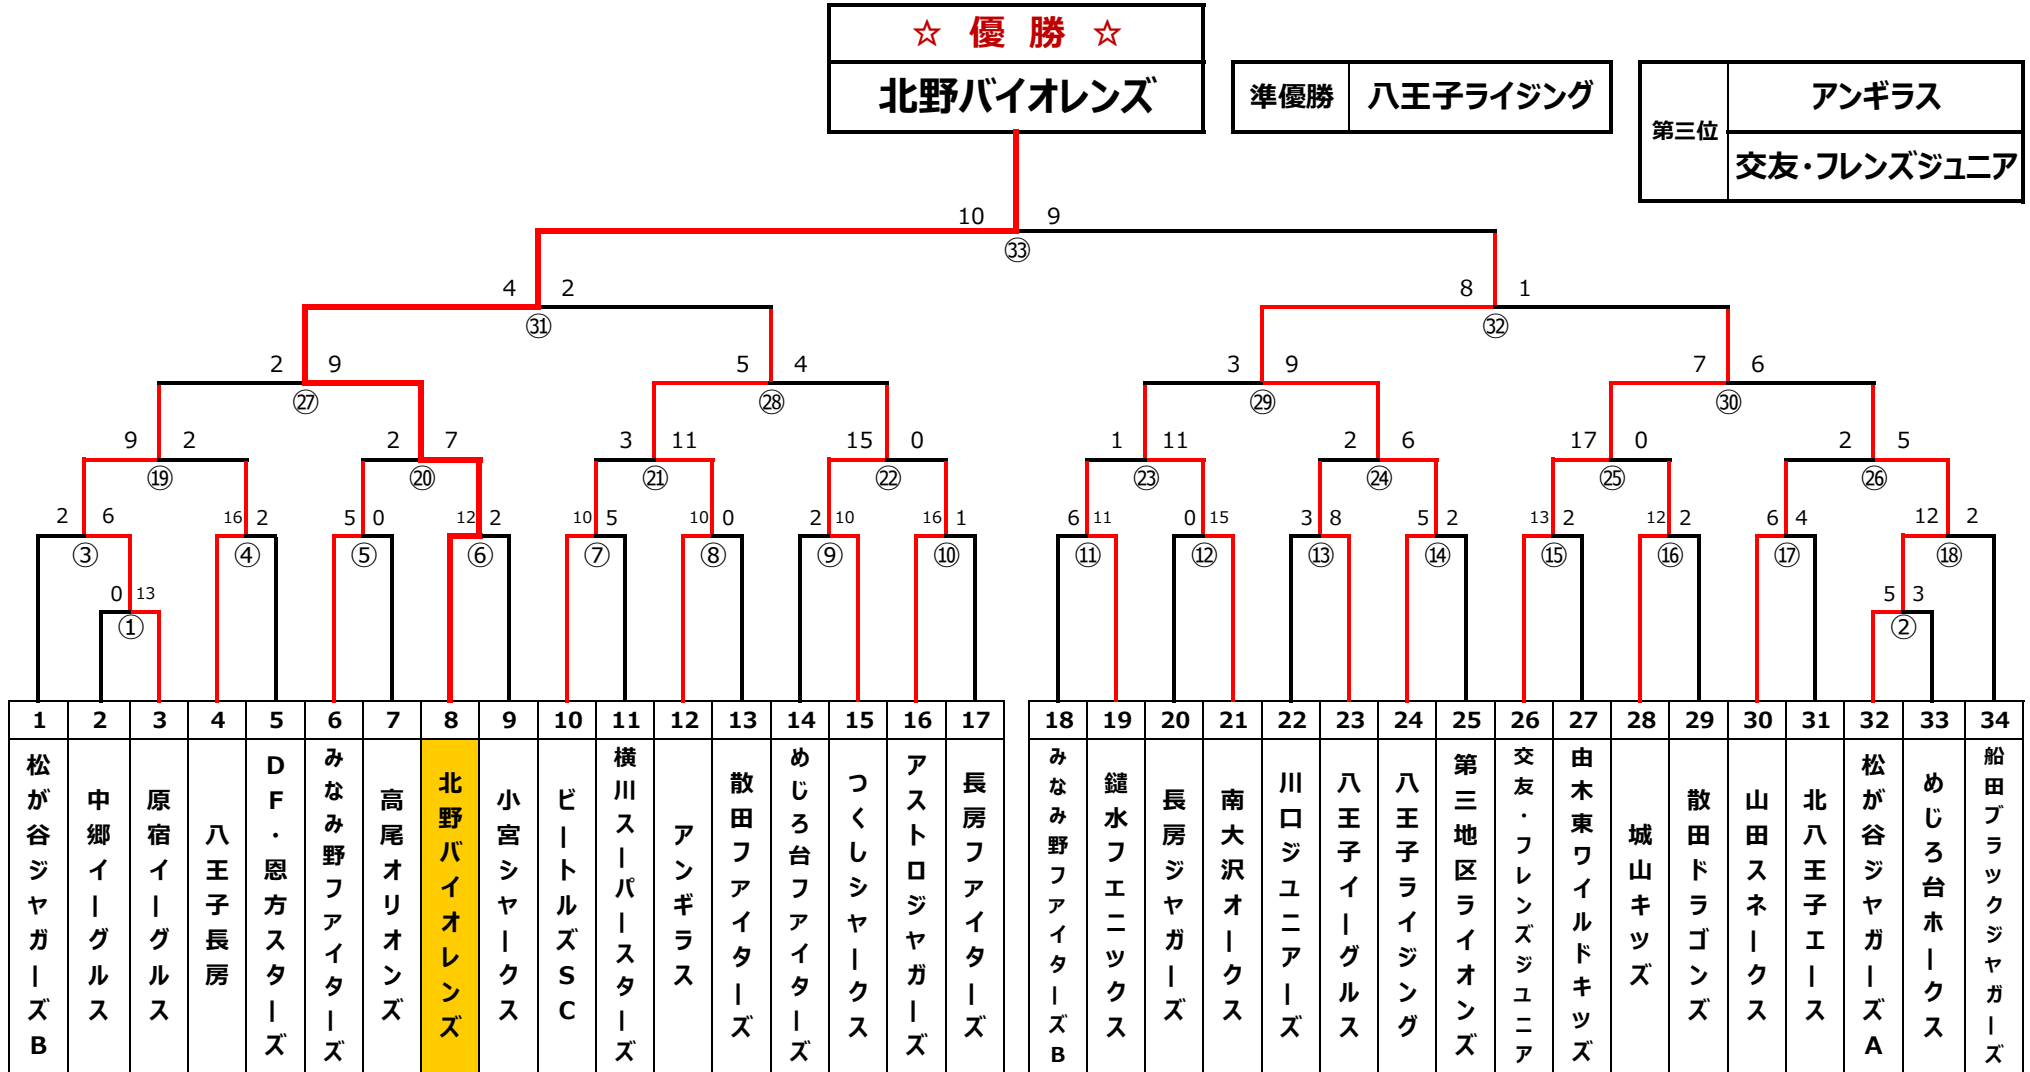 ☆ 優 勝 ☆
北野バイオレンズ
準優勝 八王子ライジング
第三位
アンギラス
交友・フレンズジュニア
10 9
㉝
4 2
㉛
8 1
㉜
2 9
㉗
5 4
㉘
3 9
㉙
7 6
㉚
9 2
⑲
2 7
⑳
3 11
㉑
15 0
㉒
1 11
㉓
2 6
㉔
17 0
㉕
2 5
㉖
2 6
③
16 2
④
5 0
⑤
12 2
⑥
10 5
⑦
10 0
⑧
2 10
⑨
16 1
⑩
6 11
⑪
0 15
⑫
3 8
⑬
5 2
⑭
13 2
⑮
12 2
⑯
6 4
⑰
12 2
⑱
0 13
①
5 3
②
1 松が谷ジャガーズB
2 中郷イーグルス
3 原宿イーグルス
4 八王子長房
5 DF・恩方スターズ
6 みなみ野ファイターズ
7 高尾オリオンズ
8 北野バイオレンズ
9 小宮シャークス
10 ビートルズSC
11 横川スーパースターズ
12 アンギラス
13 散田ファイターズ
14 めじろ台ファイターズ
15 つくしシャークス
16 アストロジャガーズ
17 長房ファイターズ
18 みなみ野ファイターズB
19 鑓水フエニックス
20 長房ジャガーズ
21 南大沢オークス
22 川口ジユニアーズ
23 八王子イーグルス
24 八王子ライジング
25 第三地区ライオンズ
26 交友・フレンズジユニア
27 由木東ワイルドキッズ
28 城山キッズ
29 散田ドラゴンズ
30 山田スネークス
31 北八王子エース
32 松が谷ジャガーズA
33 めじろ台ホークス
34 船田ブラックジャガーズ